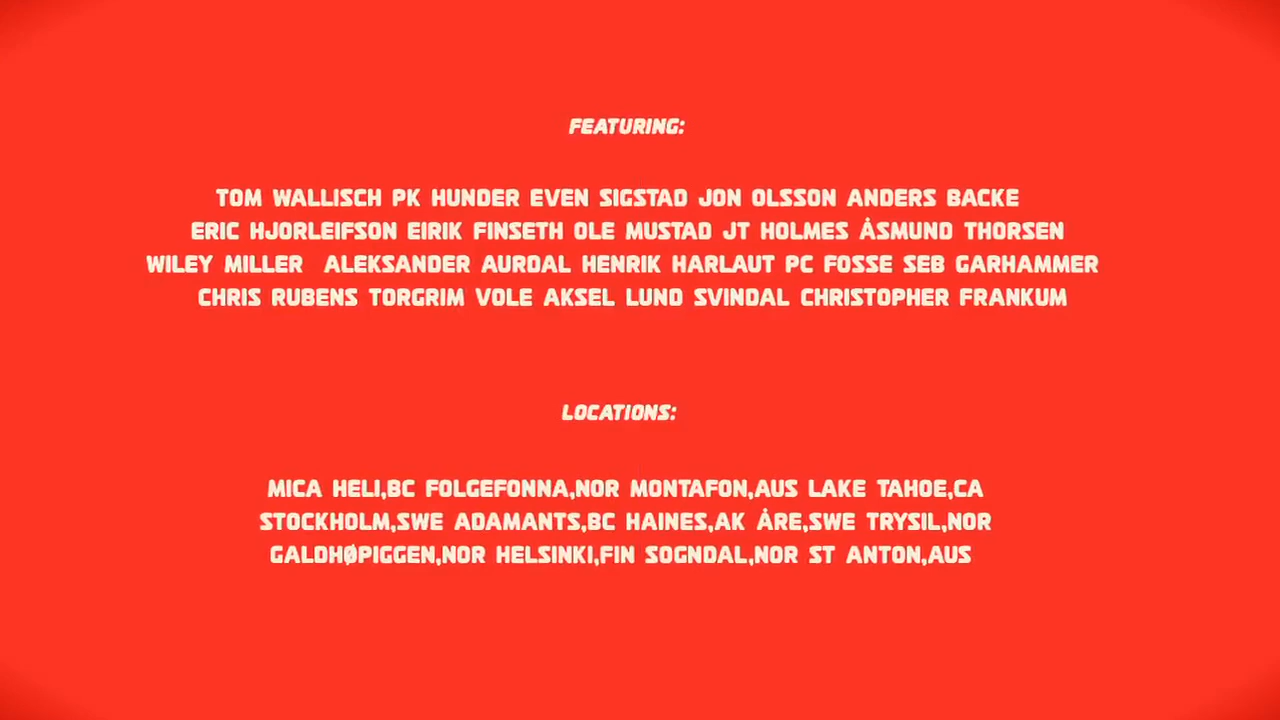 FEATURING:
TOM WALLISCH PK HUNDER EVEN SIGSTAD JON OLSSON ANDERS BACKE
ERIC HJORLEIFSON EIRIK FINSETH OLE MUSTAD JT HOLMES ÅSMUND THORSEN
WILEY MILLER ALEKSANDER AURDAL HENRIK HARLAUT PC FOSSE SEB GARHAMMER
CHRIS RUBENS TORGRIM VOLE AKSEL LUND SVINDAL CHRISTOPHER FRANKUM
LOCATIONS:
MICA HELI,BC FOLGEFONNA,NOR MONTAFON,AUS LAKE TAHOE,CA
STOCKHOLM,SWE ADAMANTS,BC HAINES,AK ÅRE,SWE TRYSIL,NOR
GALDHØPIGGEN,NOR HELSINKI,FIN SOGNDAL,NOR ST ANTON,AUS